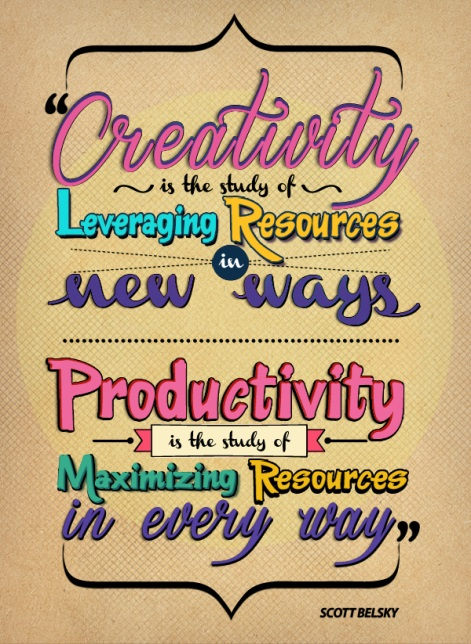 “Creativity
is the study of
Leveraging Resources
in
new ways
Productivity
is the study of
Maximizing Resources
in every way”
SCOTT BELSKY